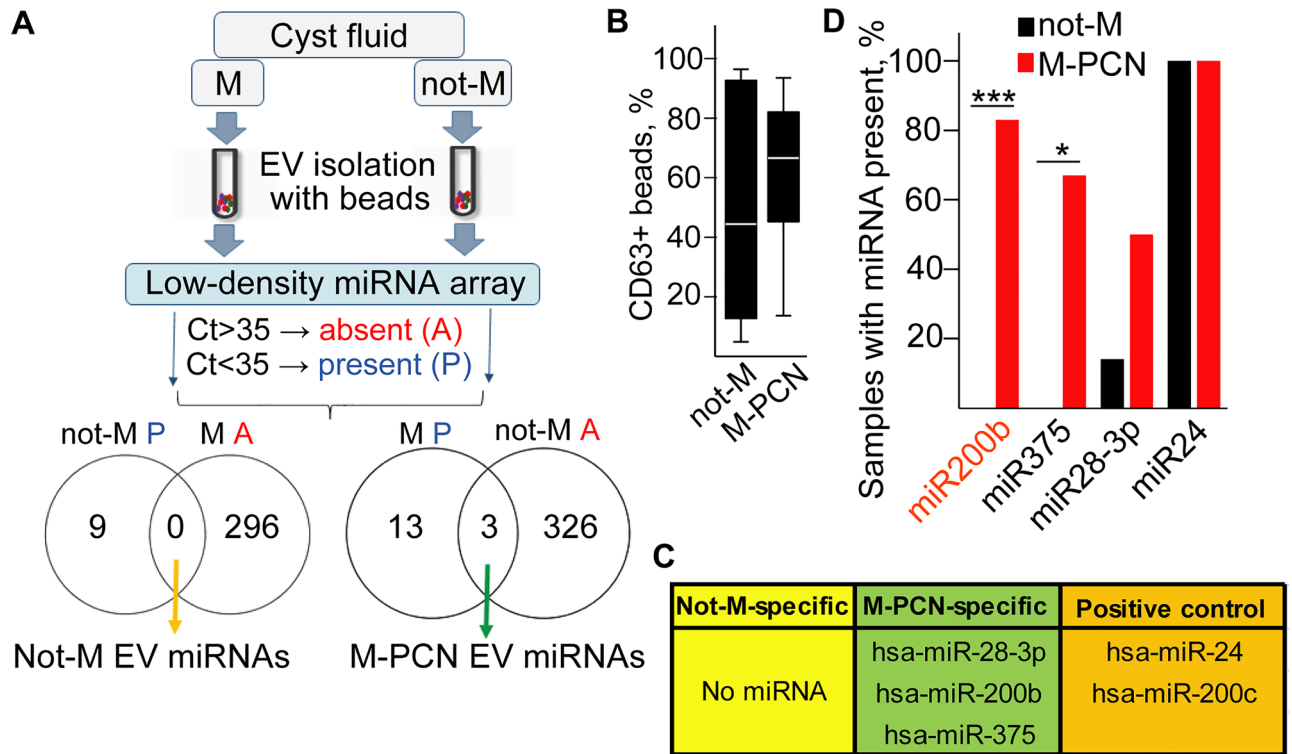 A
Cyst fluid
M
not-M
EV isolation
with beads
Low-density miRNA array
Ct>35 → absent (A)
Ct<35 → present (P)
not-M P
M A
9
0
296
Not-M EV miRNAs
M P
not-M A
13
3
326
M-PCN EV miRNAs
B
CD63+ beads, %
100
80
60
40
20
not-M
M-PCN
D
not-M
M-PCN
Samples with miRNA present, %
100
80
60
40
20
***
*
miR200b
miR375
miR28-3p
miR24
C
Not-M-specific
M-PCN-specific
Positive control
No miRNA
hsa-miR-28-3p
hsa-miR-200b
hsa-miR-375
hsa-miR-24
hsa-miR-200c